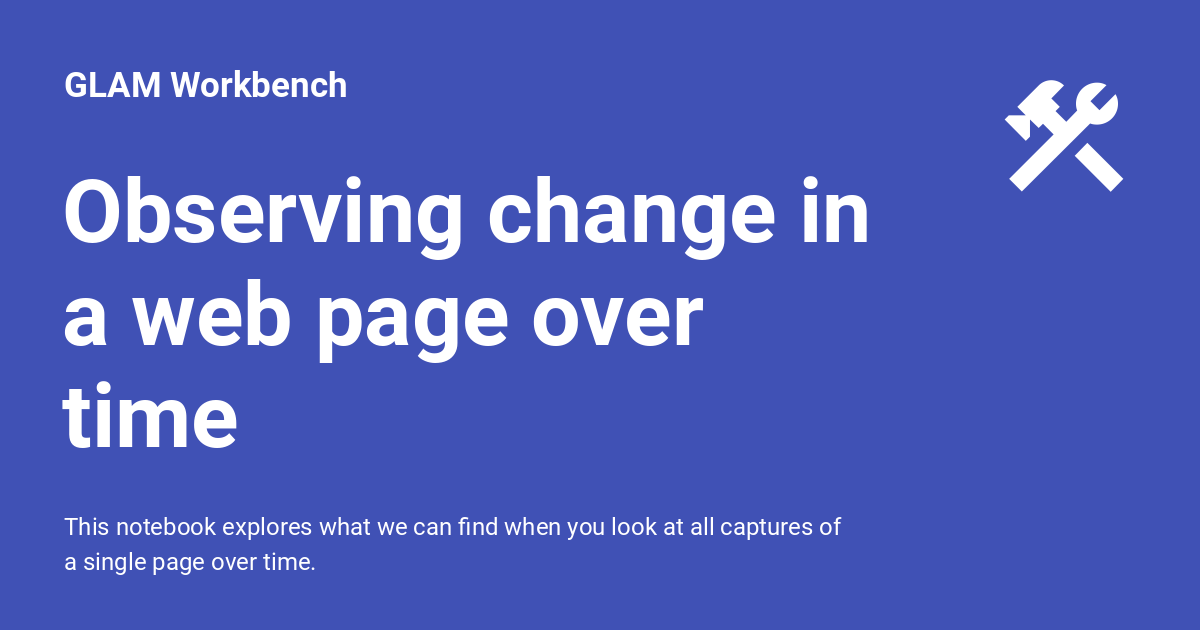 GLAM Workbench
Observing change in
a web page over
time
This notebook explores what we can find when you look at all captures of
a single page over time.